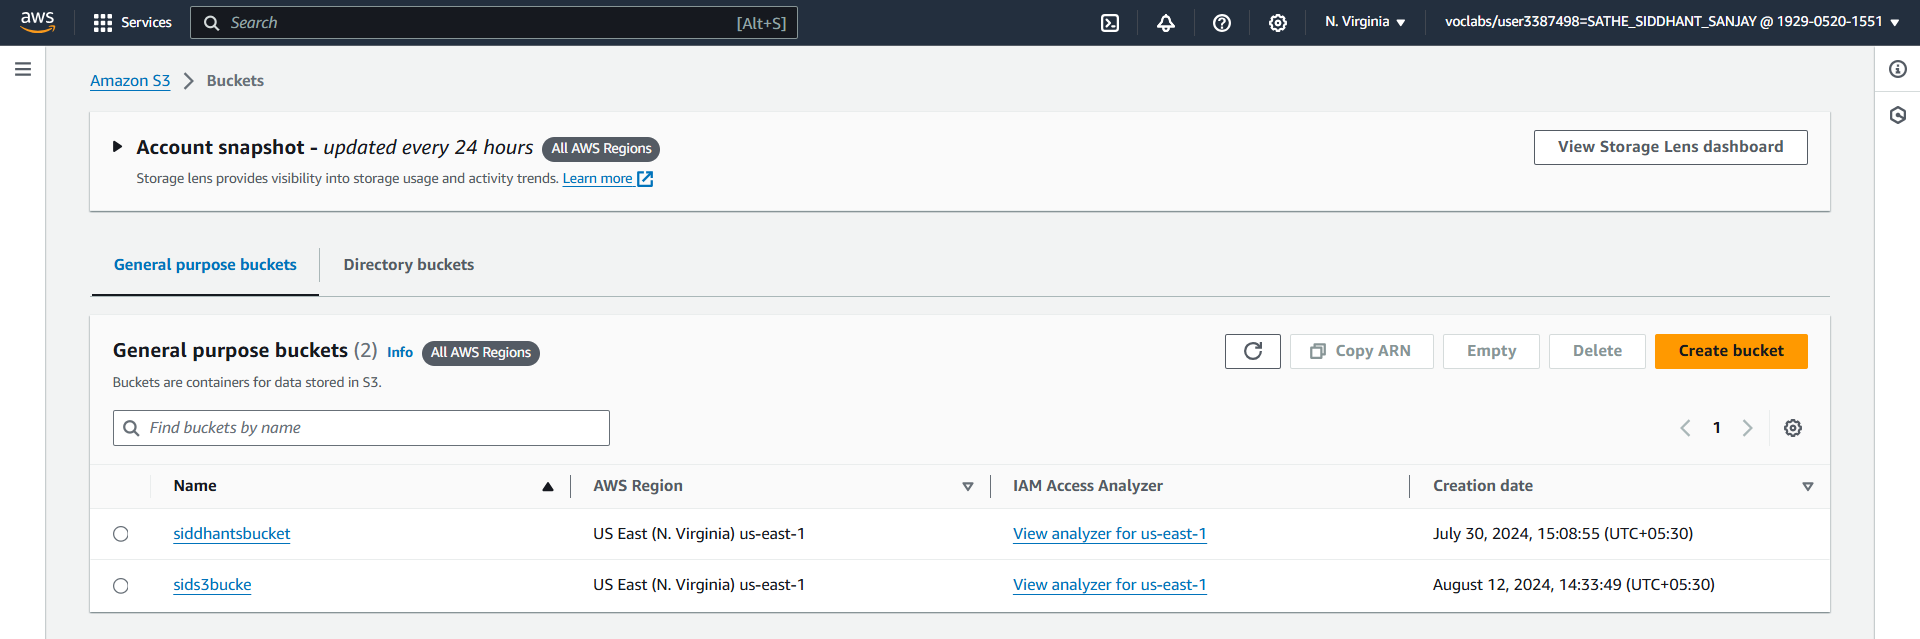 aws
Services
Search
[Alt+S]
N. Virginia
voclabs/user3387498=SATHE_SIDDHANT_SANJAY @ 1929-0520-1551
Amazon S3
Buckets
Account snapshot - updated every 24 hours
All AWS Regions
View Storage Lens dashboard
Storage lens provides visibility into storage usage and activity trends. Learn more
General purpose buckets
Directory buckets
General purpose buckets (2)
Info
All AWS Regions
Copy ARN
Empty
Delete
Create bucket
Buckets are containers for data stored in S3.
Find buckets by name
1
Name
AWS Region
IAM Access Analyzer
Creation date
siddhantsbucket
US East (N. Virginia) us-east-1
View analyzer for us-east-1
July 30, 2024, 15:08:55 (UTC+05:30)
sids3bucke
US East (N. Virginia) us-east-1
View analyzer for us-east-1
August 12, 2024, 14:33:49 (UTC+05:30)